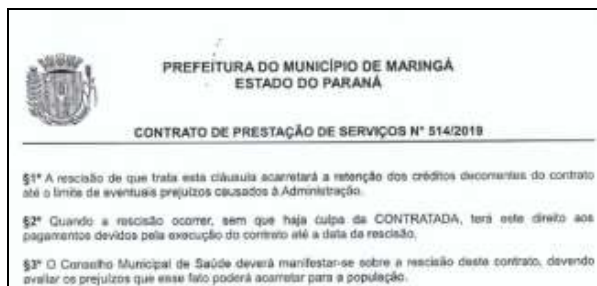 PREFEITURA DO MUNICÍPIO DE MARINGÁ
ESTADO DO PARANÁ
CONTRATO DE PRESTAÇÃO DE SERVIÇOS N° 514/2019
§1° A rescisão de que trata esta cláusula acarretará a retenção dos créditos decorrentes do contrato
até o limite de eventuais prejuízos causados à Administração.
§2° Quando a rescisão ocorrer, sem que haja culpa da CONTRATADA, terá este direito aos
pagamentos devidos pela execução do contrato até a data da rescisão.
§3° O Conselho Municipal de Saúde deverá manifestar-se sobre a rescisão deste contrato, devendo
avaliar os prejuízos que esse fato poderá acarretar para a população.